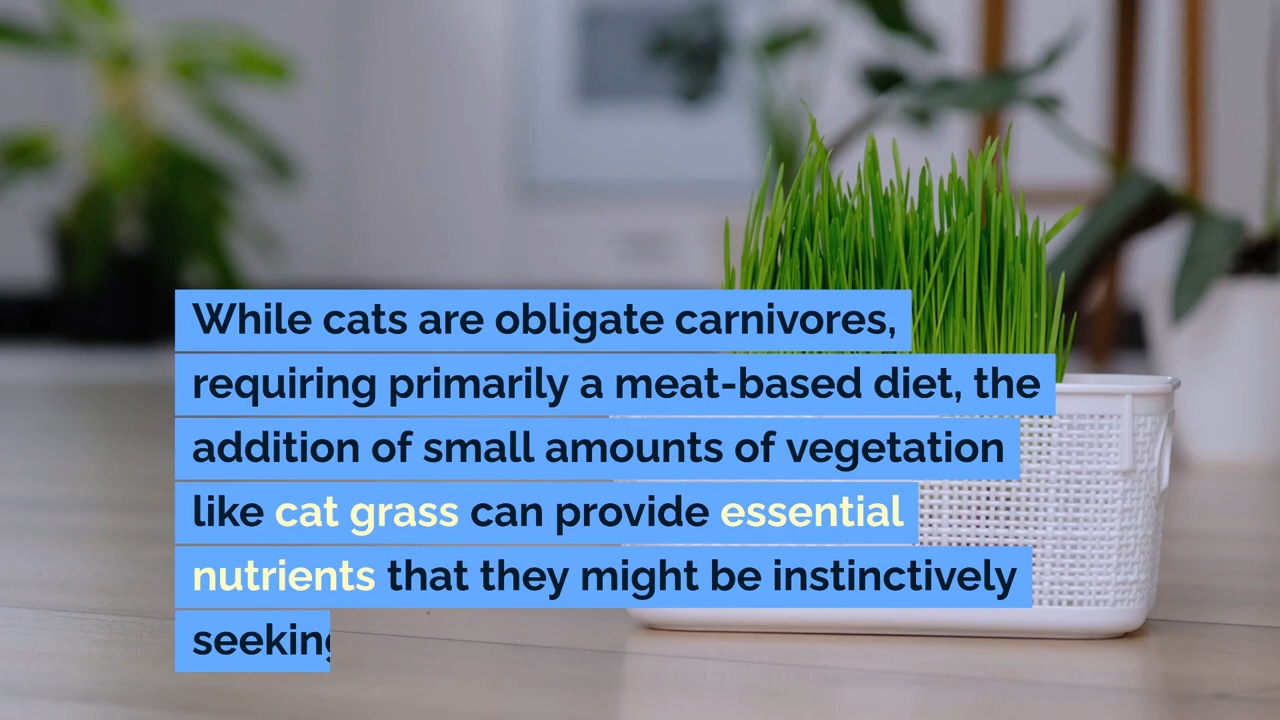 While cats are obligate carnivores,
requiring primarily a meat-based diet, the
addition of small amounts of vegetation
like cat grass can provide essential
nutrients that they might be instinctively
seeking